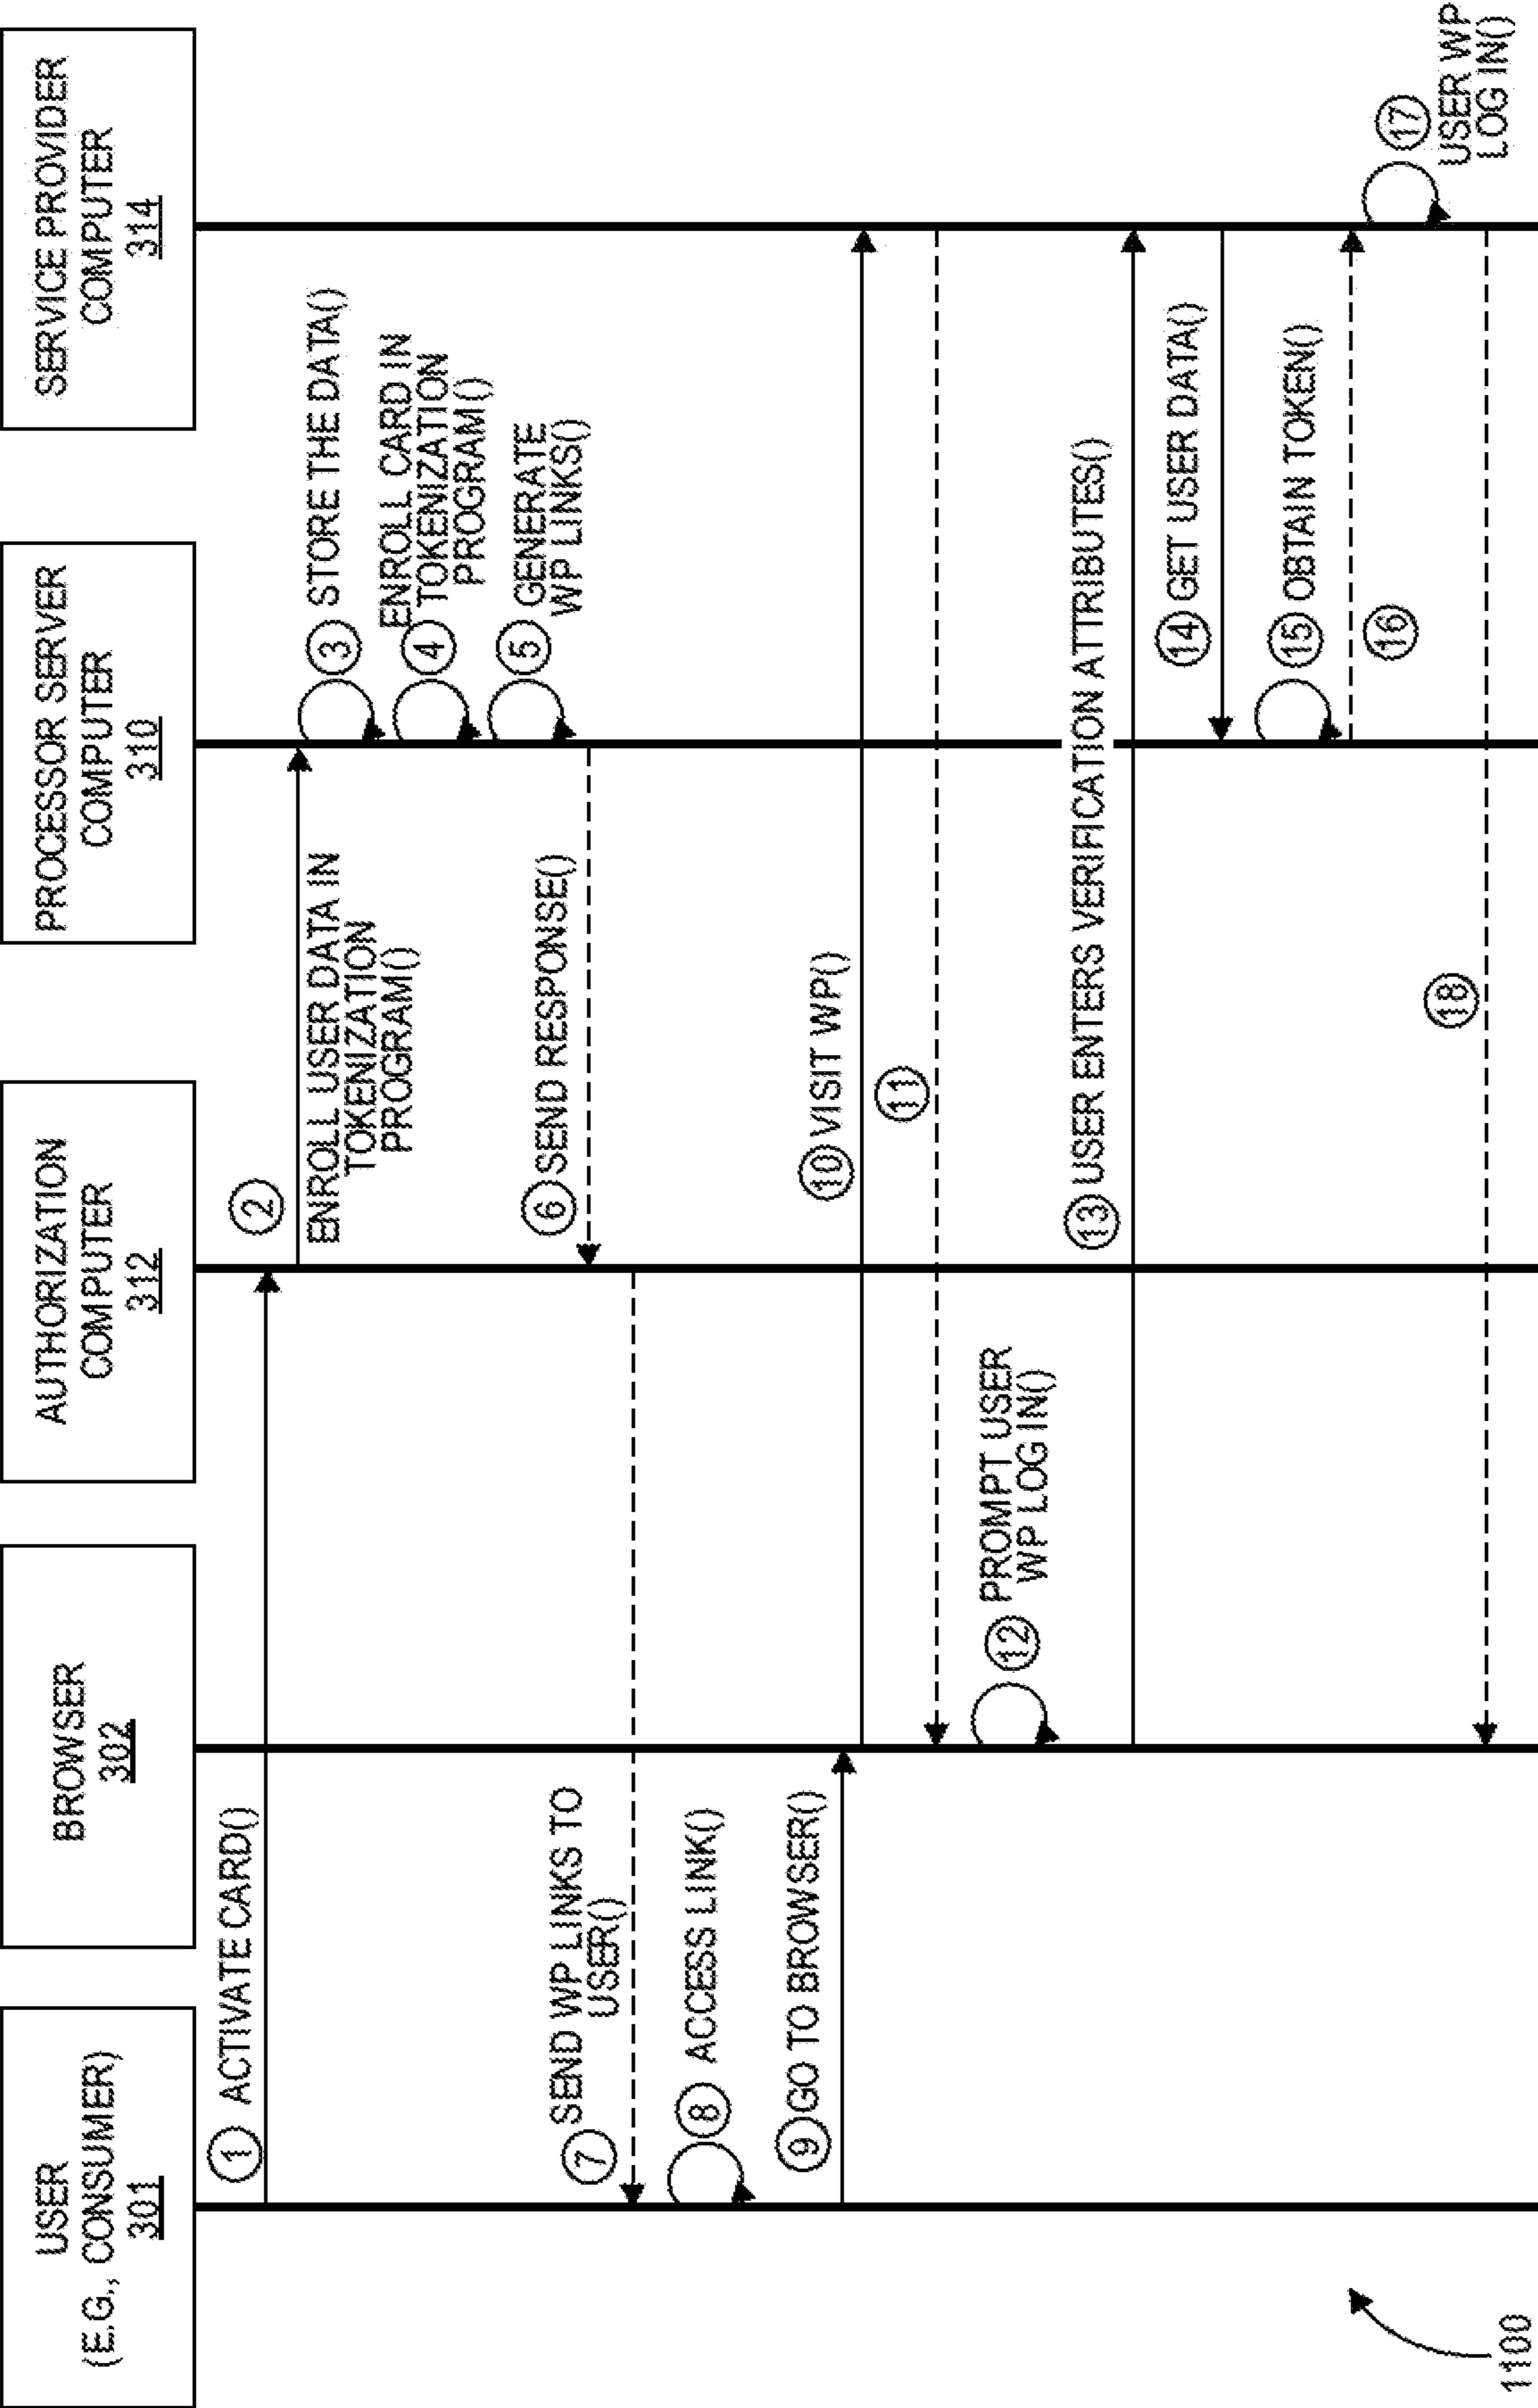 USER
(E.G., CONSUMER)
301
BROWSER
302
AUTHORIZATION
COMPUTER
312
PROCESSOR SERVER
COMPUTER
310
SERVICE PROVIDER
COMPUTER
314
1 ACTIVATE CARD()
2
ENROLL USER DATA IN
TOKENIZATION
PROGRAM()
3 STORE THE DATA()
ENROLL CARD IN
4 TOKENIZATION
PROGRAM()
5 GENERATE
WP LINKS()
6 SEND RESPONSE()
SEND WP LINKS TO
7 USER()
8 ACCESS LINK()
9 GO TO BROWSER()
10 VISIT WP()
11
12 PROMPT USER
WP LOG IN()
13 USER ENTERS VERIFICATION ATTRIBUTES()
14 GET USER DATA()
15 OBTAIN TOKEN()
16
17
USER WP
LOG IN()
18
1100